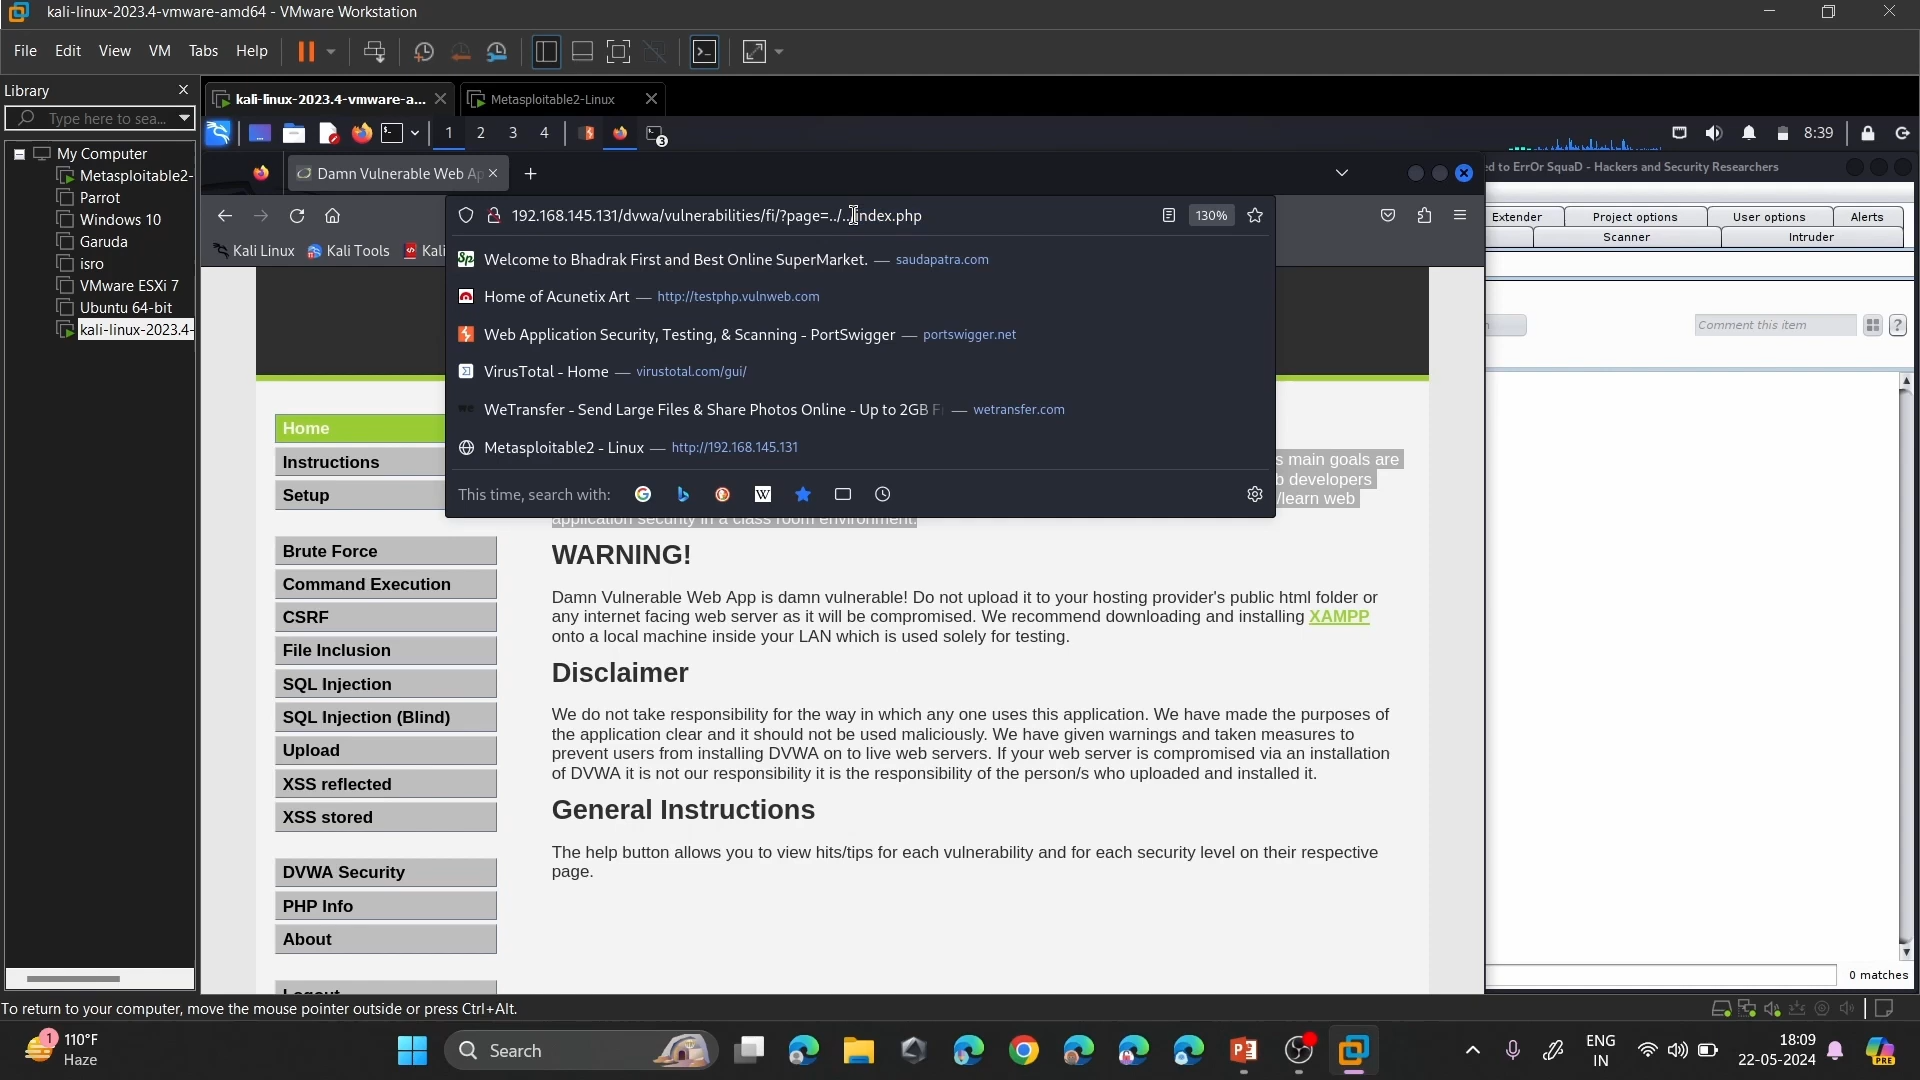 kali-linux-2023.4-vmware-amd64 - VMware Workstation
File Edit View VM Tabs Help
Library
Type here to sea...
My Computer
Metasploitable2-
Parrot
Windows 10
Garuda
isro
VMware ESXi 7
Ubuntu 64-bit
kali-linux-2023.4-
kali-linux-2023.4-vmware-a... Metasploitable2-Linux
1 2 3 4 3 8:39
Damn Vulnerable Web Ap
ed to ErrOr SquaD - Hackers and Security Researchers
192.168.145.131/dvwa/vulnerabilities/fi/?page=../../index.php 130%
Kali Linux Kali Tools Kali
Extender Project options User options Alerts
Scanner Intruder
Comment this item ?
Welcome to Bhadrak First and Best Online SuperMarket. — saudapatra.com
Home of Acunetix Art — http://testphp.vulnweb.com
Web Application Security, Testing, & Scanning - PortSwigger — portswigger.net
VirusTotal - Home — virustotal.com/gui/
WeTransfer - Send Large Files & Share Photos Online - Up to 2GB F — wetransfer.com
Metasploitable2 - Linux — http://192.168.145.131
This time, search with:
Home
Instructions
Setup
Brute Force
Command Execution
CSRF
File Inclusion
SQL Injection
SQL Injection (Blind)
Upload
XSS reflected
XSS stored
DVWA Security
PHP Info
About
Logout
s main goals are
b developers
/learn web
application security in a class room environment.
WARNING!
Damn Vulnerable Web App is damn vulnerable! Do not upload it to your hosting provider's public html folder or
any internet facing web server as it will be compromised. We recommend downloading and installing XAMPP
onto a local machine inside your LAN which is used solely for testing.
Disclaimer
We do not take responsibility for the way in which any one uses this application. We have made the purposes of
the application clear and it should not be used maliciously. We have given warnings and taken measures to
prevent users from installing DVWA on to live web servers. If your web server is compromised via an installation
of DVWA it is not our responsibility it is the responsibility of the person/s who uploaded and installed it.
General Instructions
The help button allows you to view hits/tips for each vulnerability and for each security level on their respective
page.
0 matches
To return to your computer, move the mouse pointer outside or press Ctrl+Alt.
1 110°F
Haze
Search
ENG
IN
18:09
22-05-2024
PRE